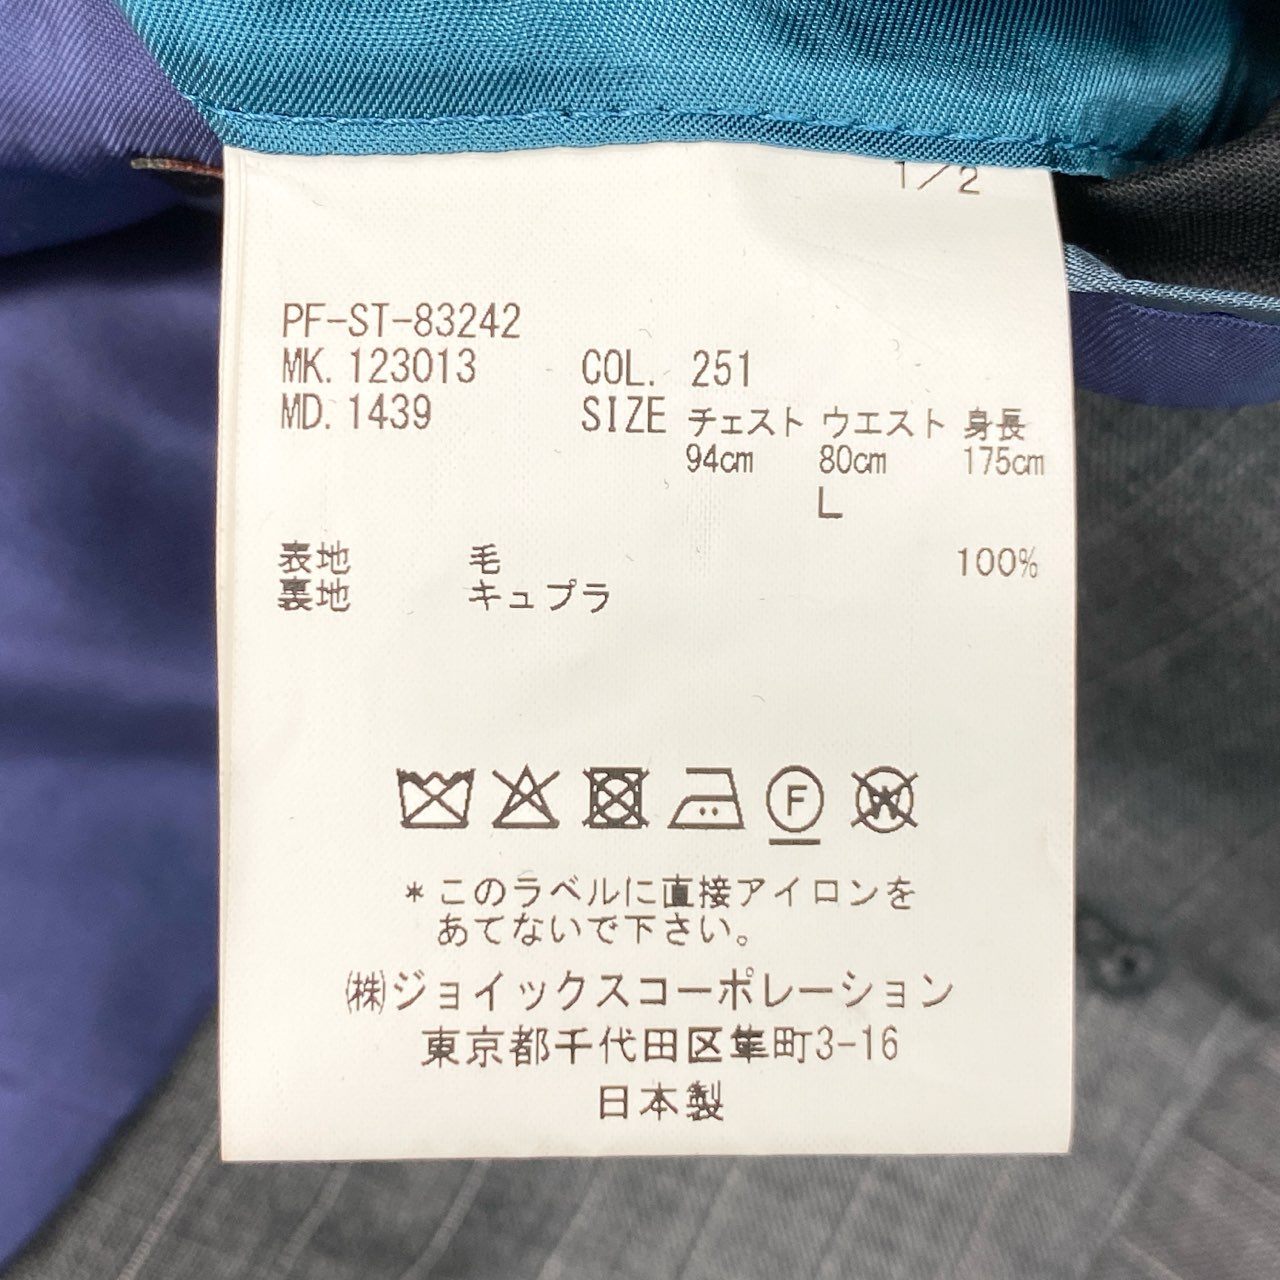 1/2
PF-ST-83242
MK. 123013 COL. 251
MD. 1439 SIZE チェスト ウエスト 身長
94cm 80cm 175cm
L
表地 毛 100%
裏地 キュプラ
F W
*このラベルに直接アイロンを
あてないで下さい。
㈱ジョイックスコーポレーション
東京都千代田区隼町3-16
日本製